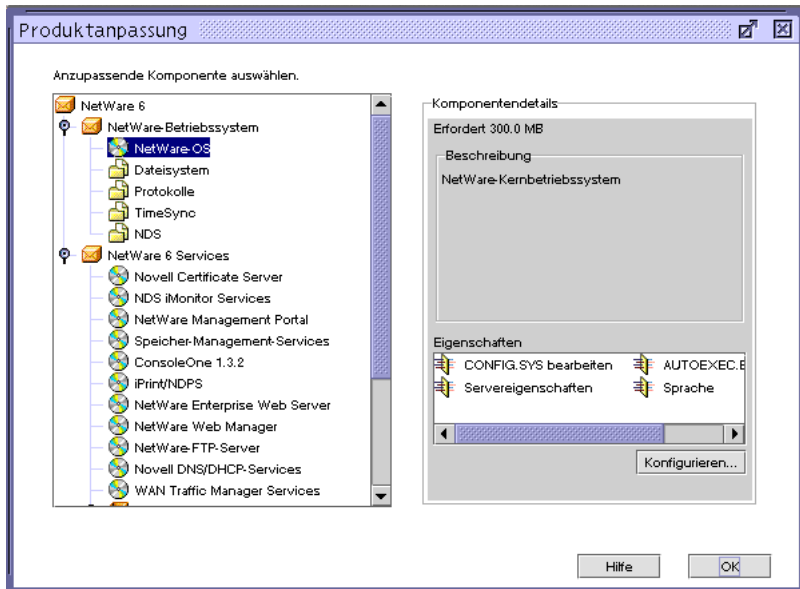 Produktanpassung
Anzupassende Komponente auswählen.
NetWare 6
NetWare-Betriebssystem
NetWare-OS
Dateisystem
Protokolle
TimeSync
NDS
NetWare 6 Services
Novell Certificate Server
NDS iMonitor Services
NetWare Management Portal
Speicher-Management-Services
ConsoleOne 1.3.2
iPrint/NDPS
NetWare Enterprise Web Server
NetWare Web Manager
NetWare-FTP-Server
Novell DNS/DHCP-Services
WAN Traffic Manager Services
Komponentendetails
Erfordert 300.0 MB
Beschreibung
NetWare-Kernbetriebssystem
Eigenschaften
CONFIG.SYS bearbeiten AUTOEXEC.B
Servereigenschaften Sprache
Konfigurieren...
Hilfe OK